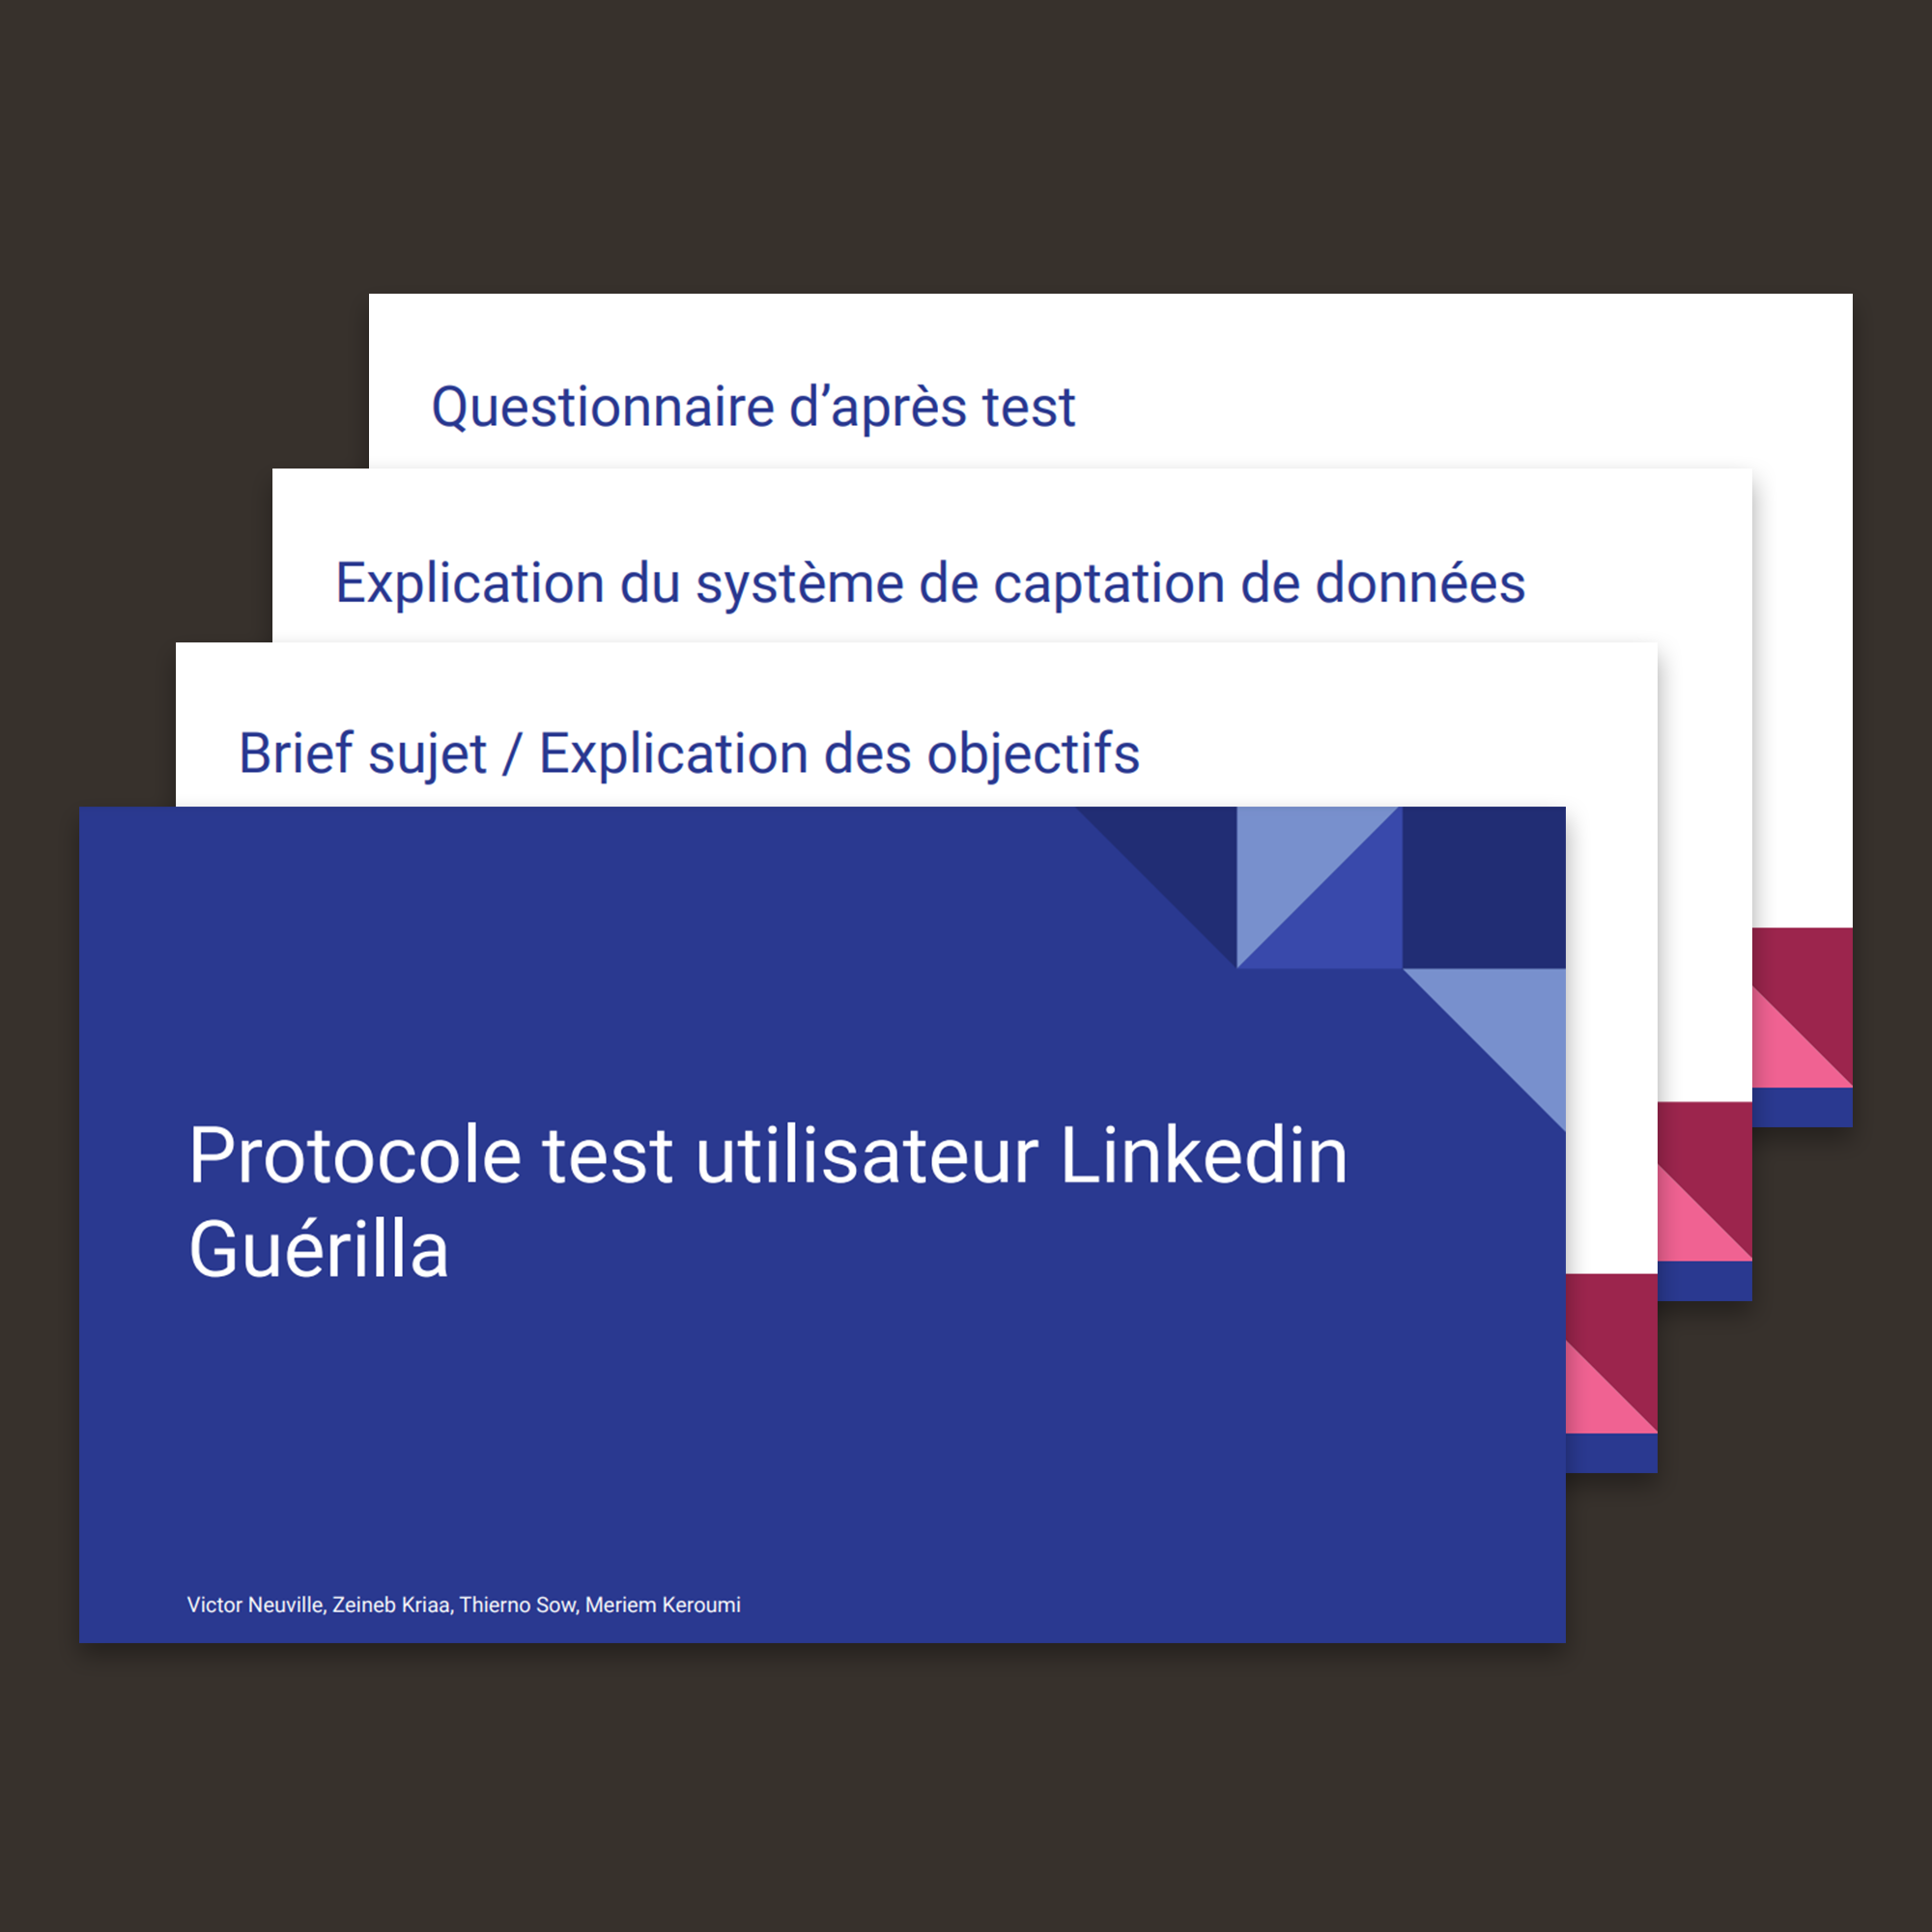 Questionnaire d’après test
Explication du système de captation de données
Brief sujet / Explication des objectifs
Protocole test utilisateur Linkedin
Guérilla
Victor Neuville, Zeineb Kriaa, Thierno Sow, Meriem Keroumi